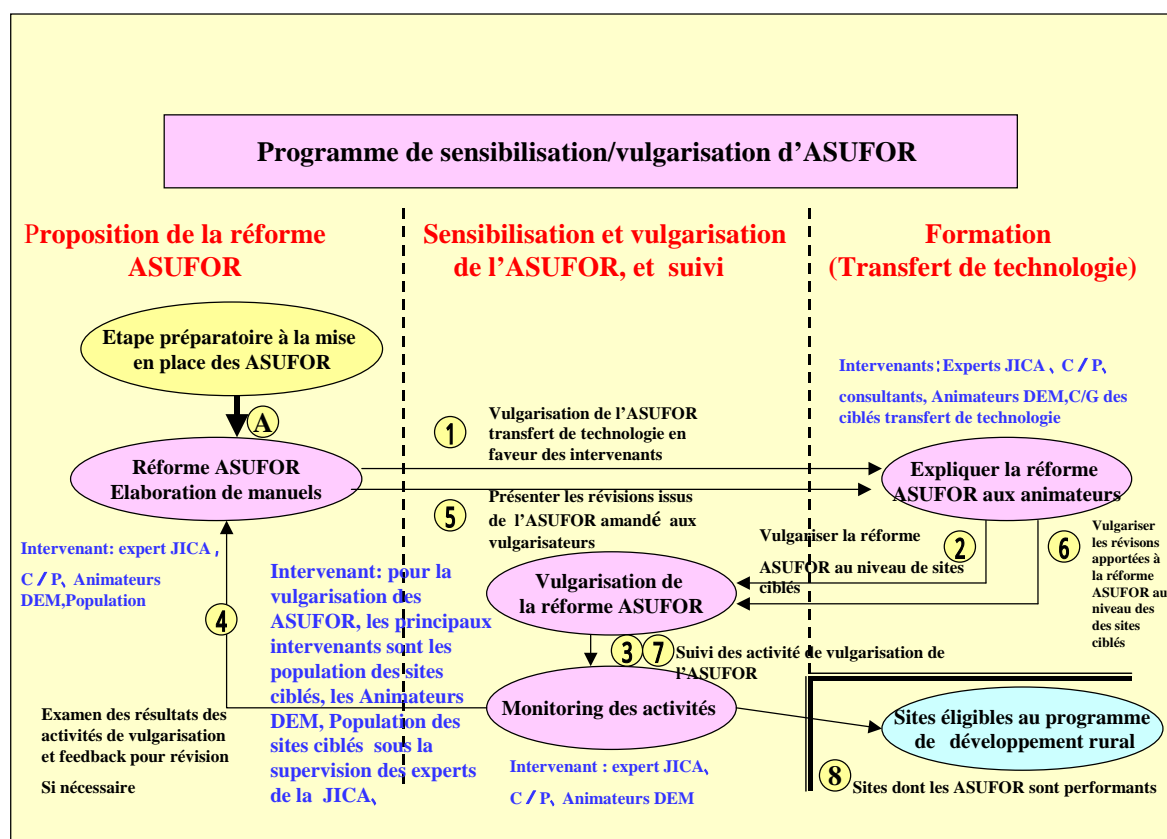 Programme de sensibilisation/vulgarisation d'ASUFOR
Proposition de la réforme
ASUFOR
Sensibilisation et vulgarisation
de l'ASUFOR, et suivi
Formation
(Transfert de technologie)
Etape préparatoire à la mise
en place des ASUFOR
A
Réforme ASUFOR
Elaboration de manuels
Intervenant: expert JICA、
C/P、Animateurs
DEM,Population
4
Examen des résultats des
activités de vulgarisation
et feedback pour révision
Si nécessaire
1
Vulgarisation de l'ASUFOR
transfert de technologie en
faveur des intervenants
5
Présenter les révisions issus
de l'ASUFOR amandé aux
vulgarisateurs
Intervenant: pour la
vulgarisation des
ASUFOR, les principaux
intervenants sont les
population des sites
ciblés, les Animateurs
DEM, Population des
sites ciblés sous la
supervision des experts
de la JICA、
Vulgarisation de
la réforme ASUFOR
3 7
Suivi des activité de vulgarisation de
l'ASUFOR
Monitoring des activités
Intervenant : expert JICA、
C/P、Animateurs DEM
Intervenants:Experts JICA 、C/P、
consultants, Animateurs DEM,C/G des
ciblés transfert de technologie
Expliquer la réforme
ASUFOR aux animateurs
Vulgariser la réforme
ASUFOR au niveau de sites
ciblés
2
6
Vulgariser
les révisons
apportées à la
réforme
ASUFOR au
niveau des
des sites
ciblés
Sites éligibles au programme
de développement rural
8
Sites dont les ASUFOR sont performants